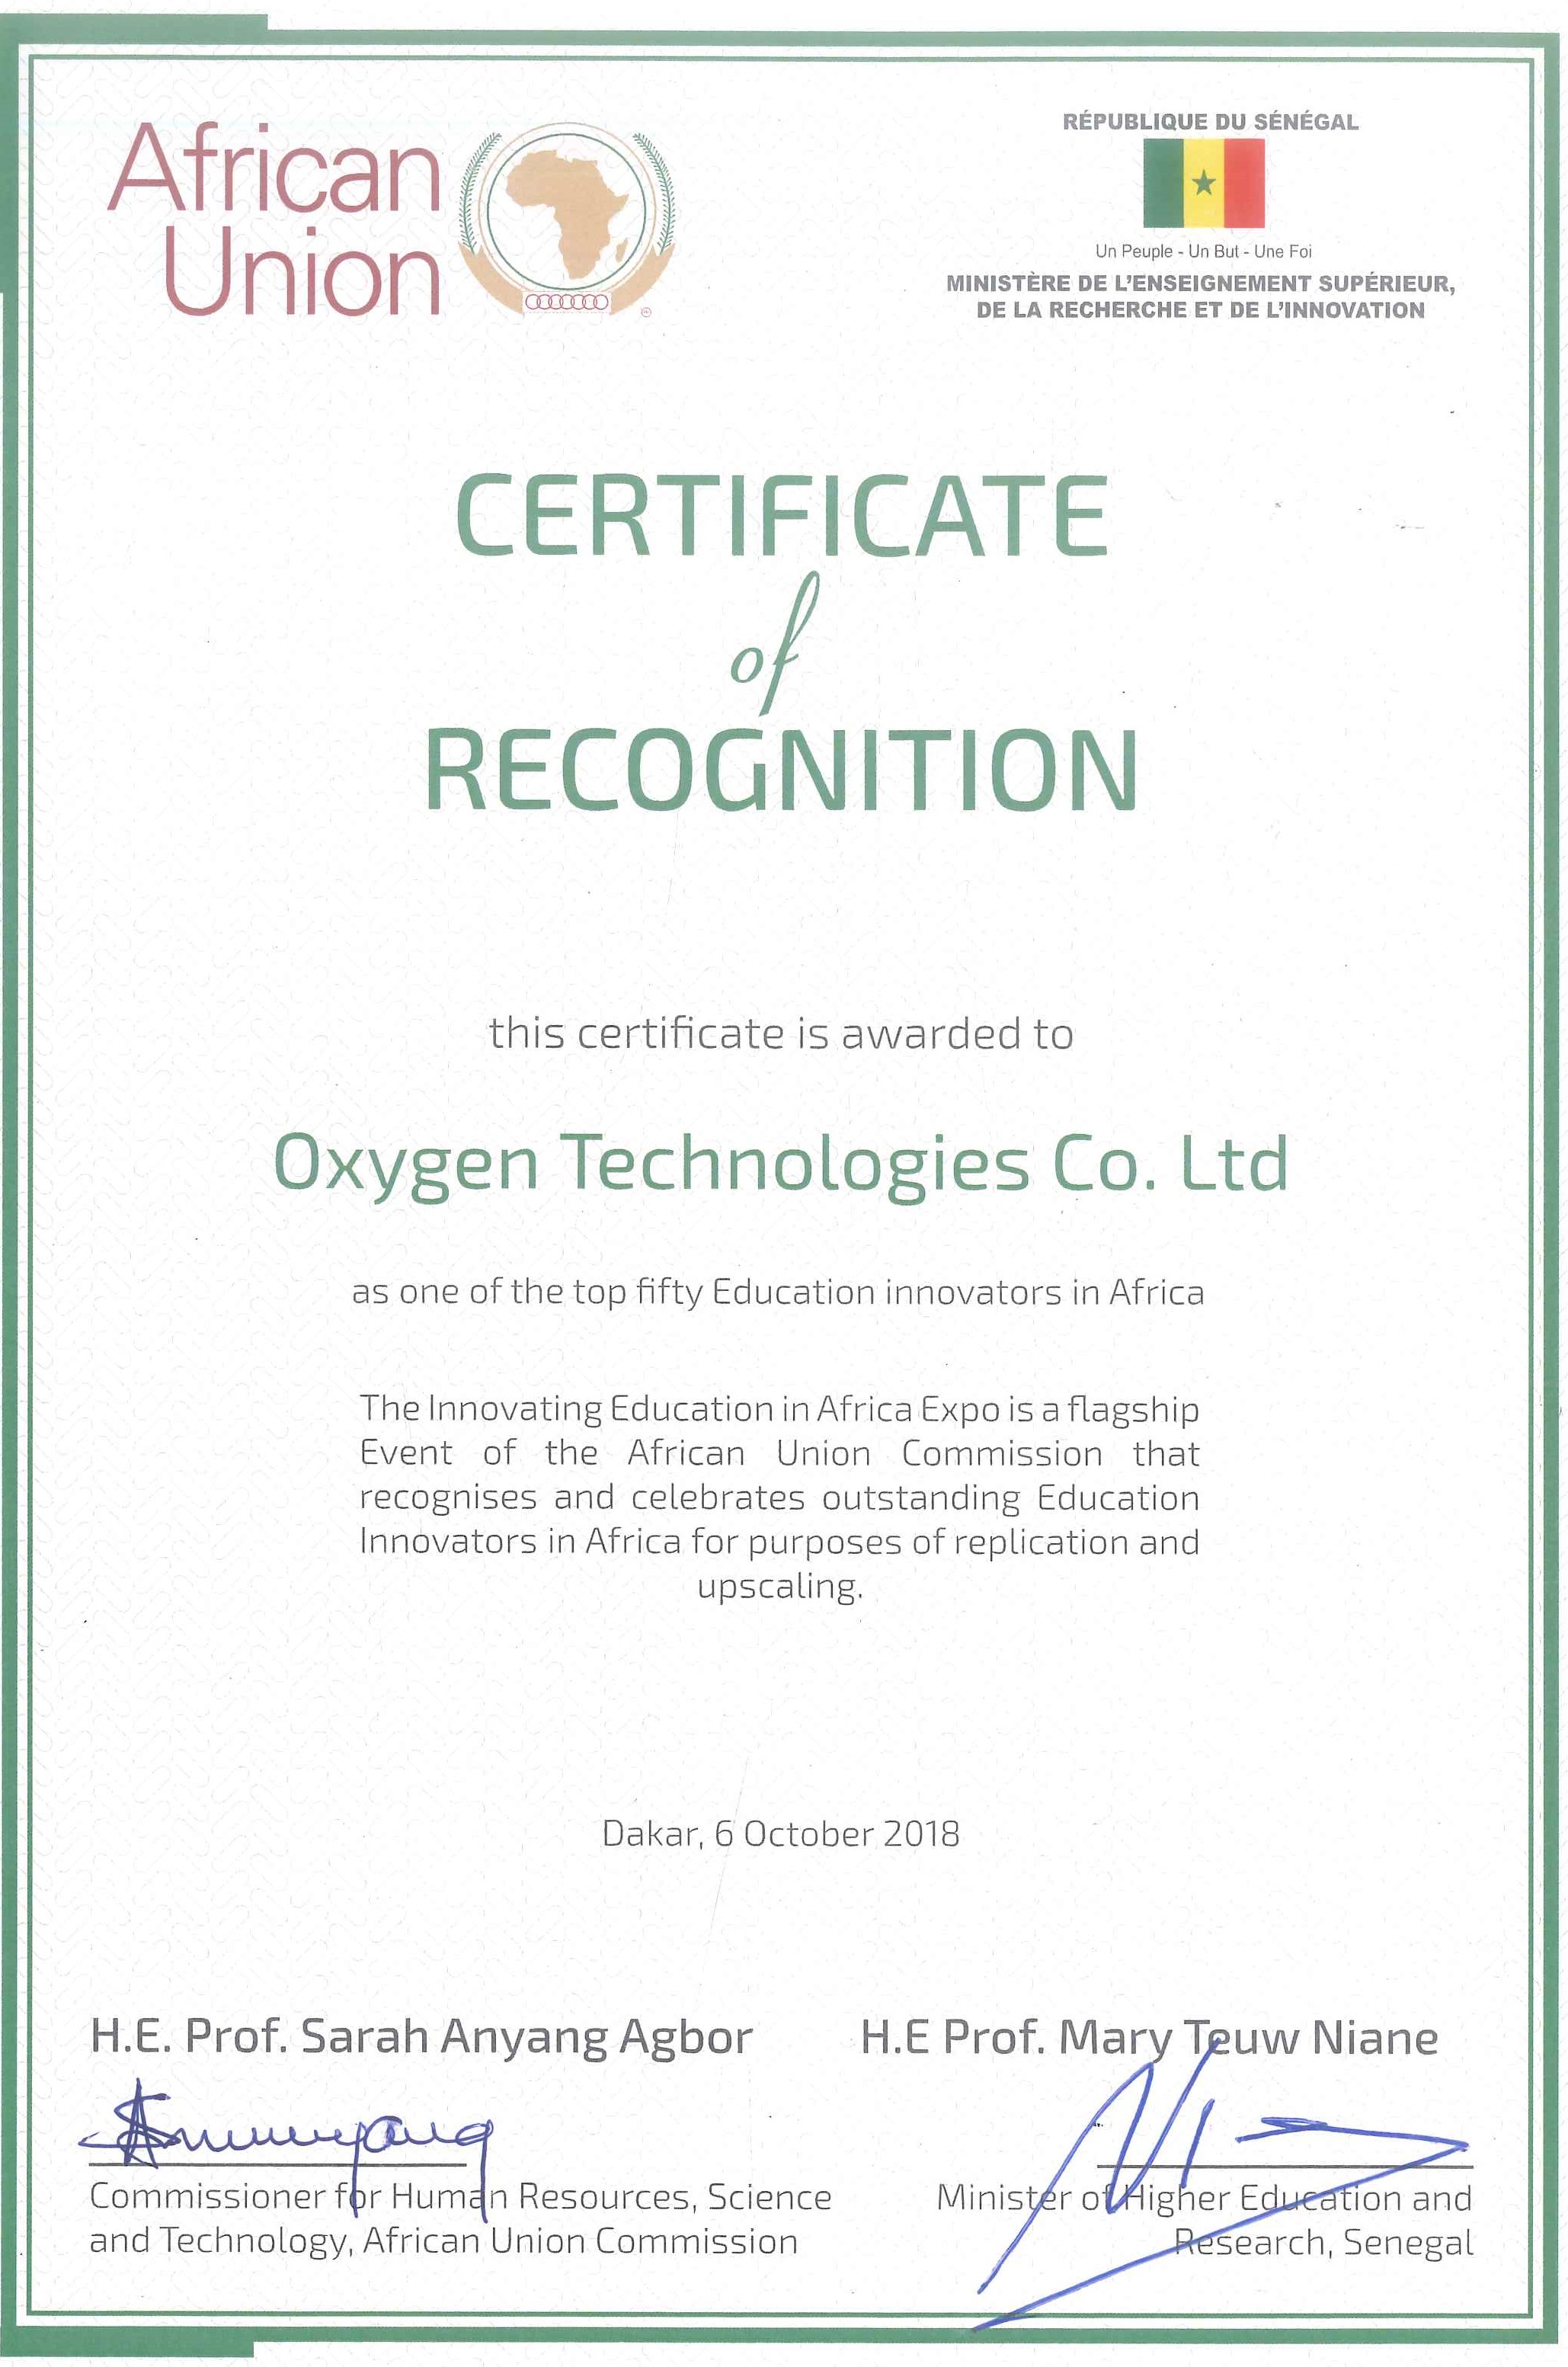 African
Union
RÉPUBLIQUE DU SÉNÉGAL
Un Peuple - Un But - Une Foi
MINISTÈRE DE L'ENSEIGNEMENT SUPÉRIEUR,
DE LA RECHERCHE ET DE L'INNOVATION
CERTIFICATE
of
RECOGNITION
this certificate is awarded to
Oxygen Technologies Co. Ltd
as one of the top fifty Education innovators in Africa
The Innovating Education in Africa Expo is a flagship
Event of the African Union Commission that
recognises and celebrates outstanding Education
Innovators in Africa for purposes of replication and
upscaling.
Dakar, 6 October 2018
H.E. Prof. Sarah Anyang Agbor
Commissioner for Human Resources, Science
and Technology, African Union Commission
H.E Prof. Mary Teuw Niane
Minister of Higher Education and
Research, Senegal